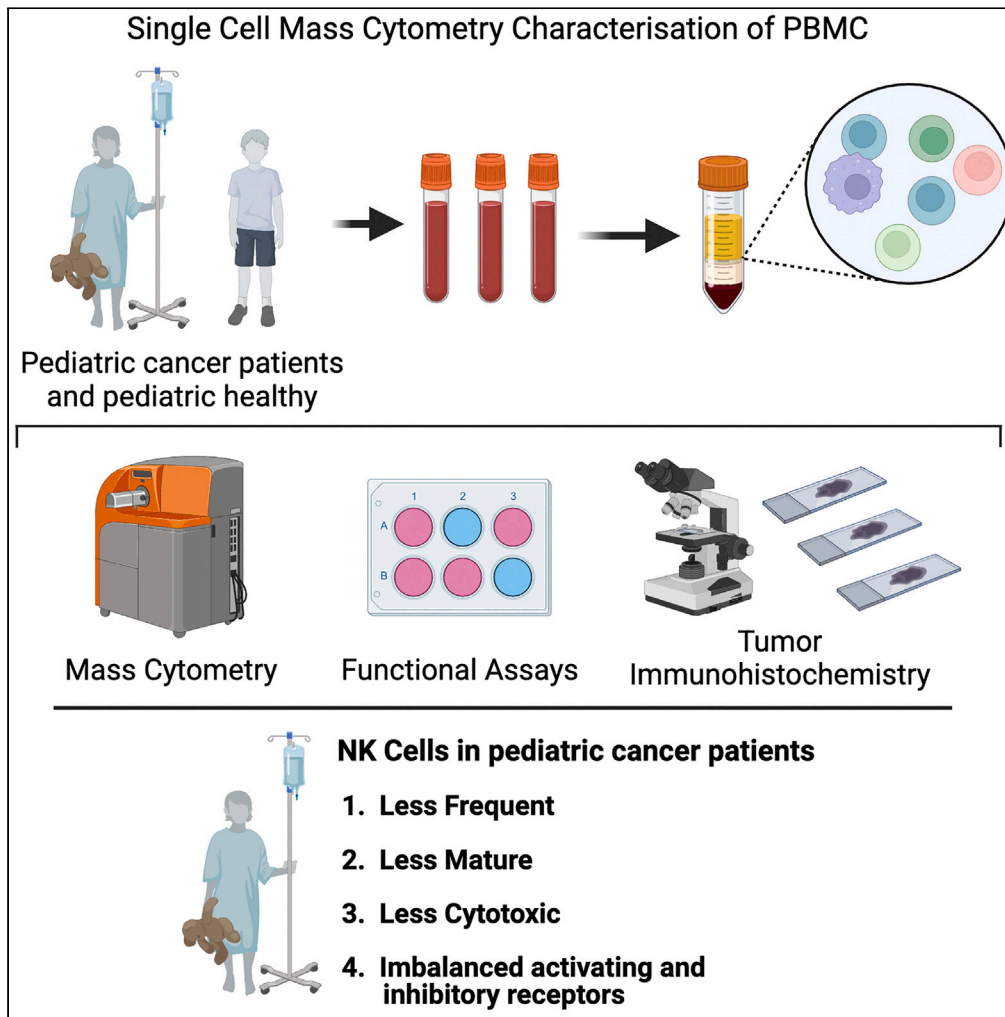 Single Cell Mass Cytometry Characterisation of PBMC
Pediatric cancer patients
and pediatric healthy
1 2 3
A
B
Mass Cytometry
Functional Assays
Tumor
Immunohistochemistry
NK Cells in pediatric cancer patients
1. Less Frequent
2. Less Mature
3. Less Cytotoxic
4. Imbalanced activating and
inhibitory receptors